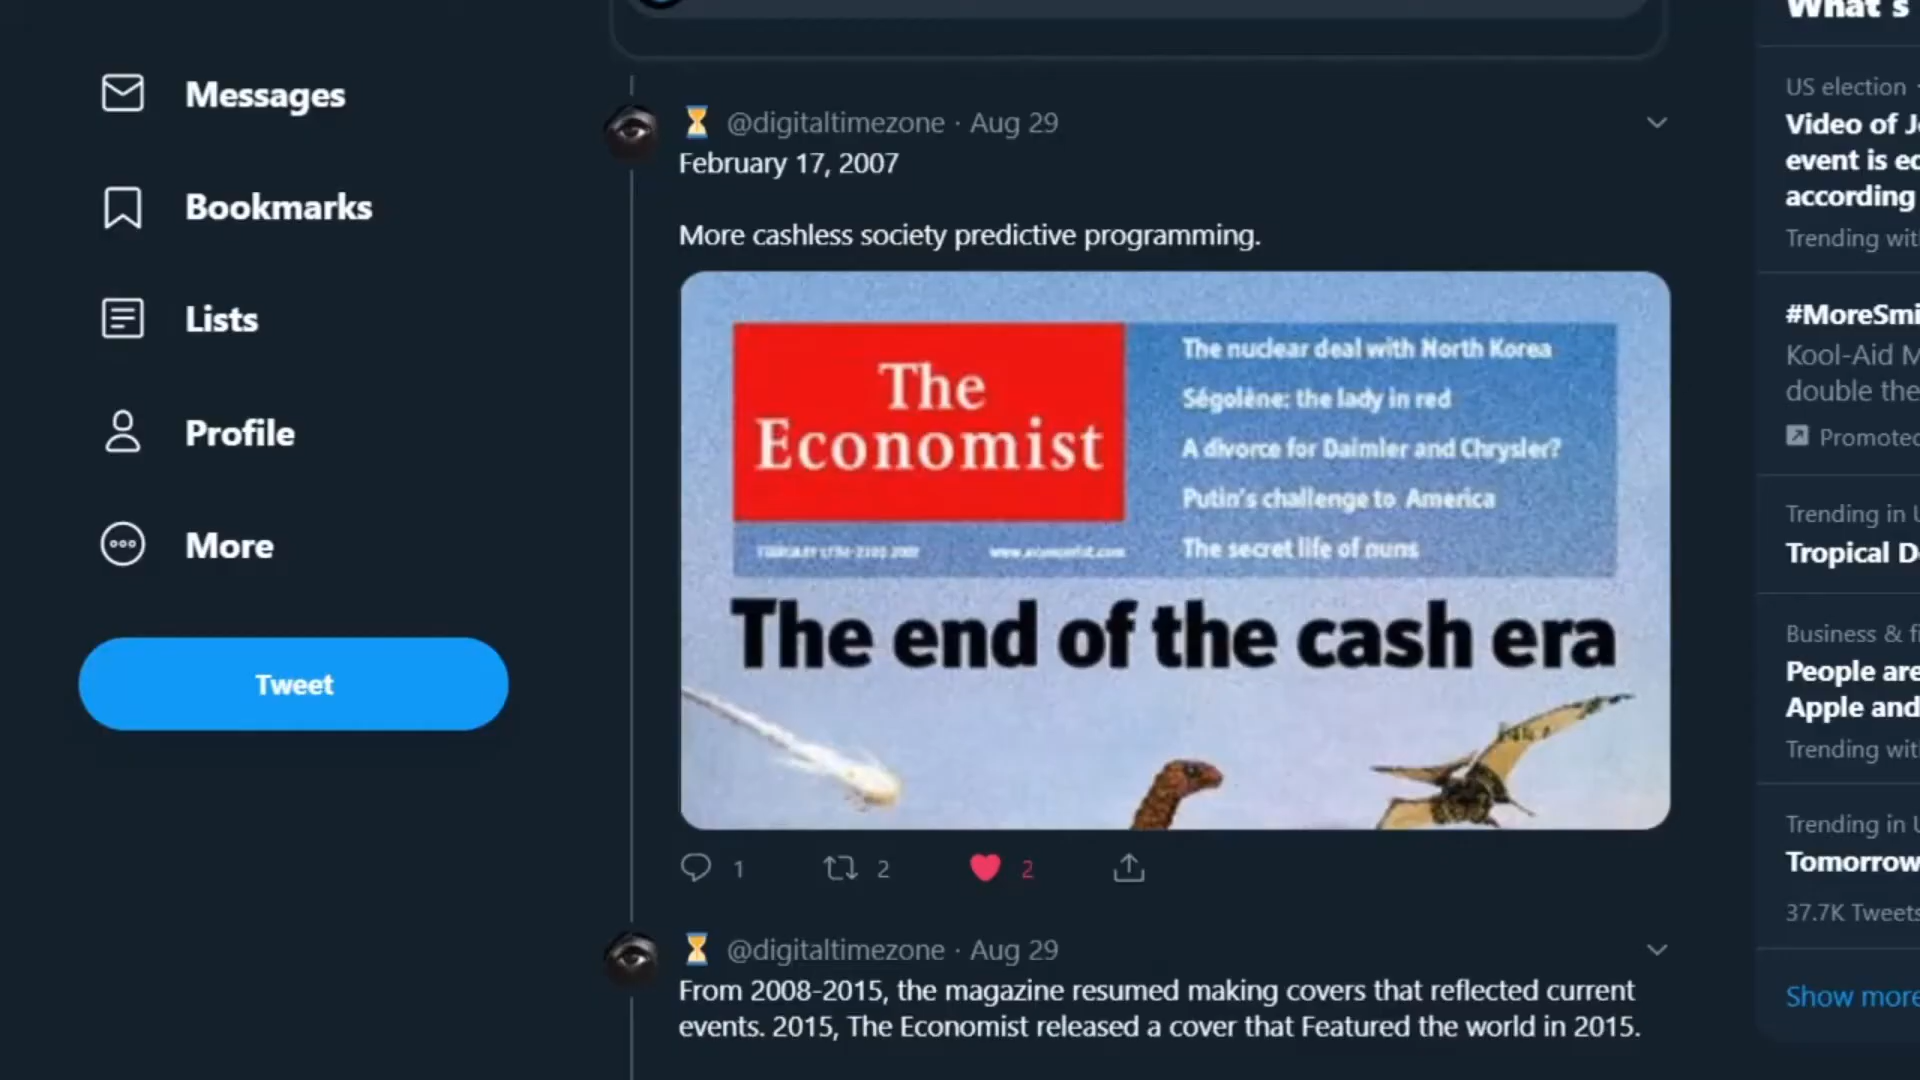 Messages
Bookmarks
Lists
Profile
More
Tweet
@digitaltimezone · Aug 29
February 17, 2007
More cashless society predictive programming.
The
Economist
www.economist.com
The nuclear deal with North Korea
Ségolène: the lady in red
A divorce for Daimler and Chrysler?
Putin's challenge to America
The secret life of nuns
The end of the cash era
1
2
2
@digitaltimezone · Aug 29
From 2008-2015, the magazine resumed making covers that reflected current
events. 2015, The Economist released a cover that Featured the world in 2015.
What's
US election ·
Video of
event is
according
Trending
#MoreSmi
Kool-Aid M
double the
Promoted
Trending in
Tropical
Business &
People are
Apple and
Trending
Trending in
Tomorrow
37.7K Tweets
Show more